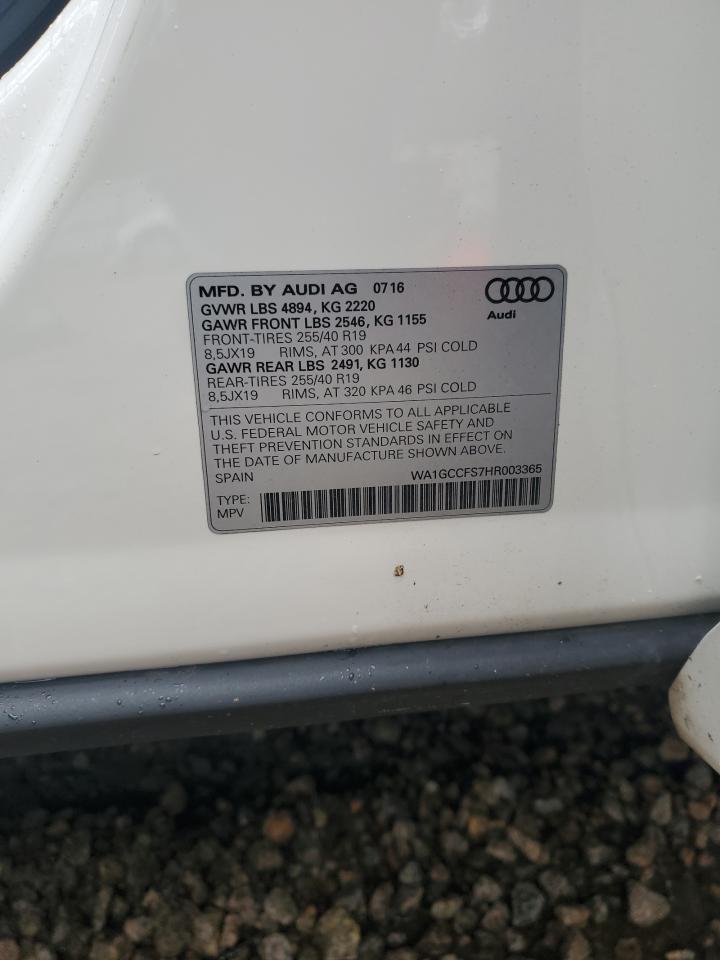 MFD. BY AUDI AG 0716
GVWR LBS 4894, KG 2220
GAWR FRONT LBS 2546, KG 1155
FRONT-TIRES 255/40 R19
8,5JX19 RIMS, AT 300 KPA 44 PSI COLD
GAWR REAR LBS 2491, KG 1130
REAR-TIRES 255/40 R19
8,5JX19 RIMS, AT 320 KPA 46 PSI COLD
Audi
THIS VEHICLE CONFORMS TO ALL APPLICABLE
U.S. FEDERAL MOTOR VEHICLE SAFETY AND
THEFT PREVENTION STANDARDS IN EFFECT ON
THE DATE OF MANUFACTURE SHOWN ABOVE.
SPAIN WA1GCCFS7HR003365
TYPE:
MPV